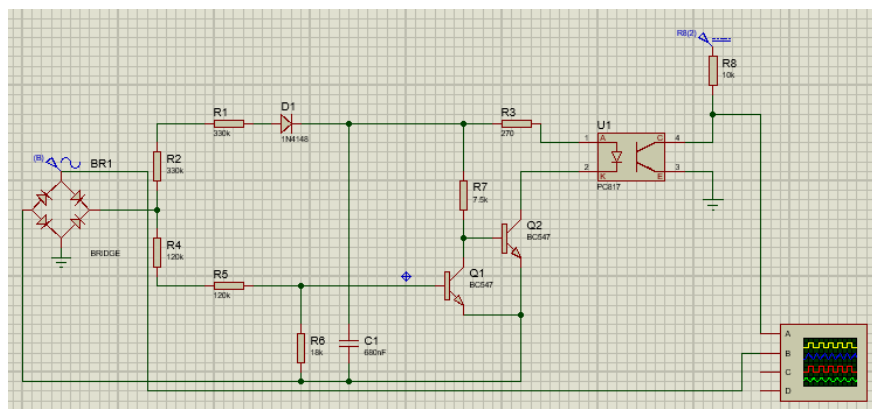 R8(2)
R8
10k
R1
330k
D1
1N4148
R3
270
U1
1
A
C
4
2
K
E
3
PC817
(B)
BR1
R2
330k
R7
7.5k
Q2
BC547
R4
120k
BRIDGE
R5
120k
Q1
BC547
R6
18k
C1
680nF
A
B
C
D